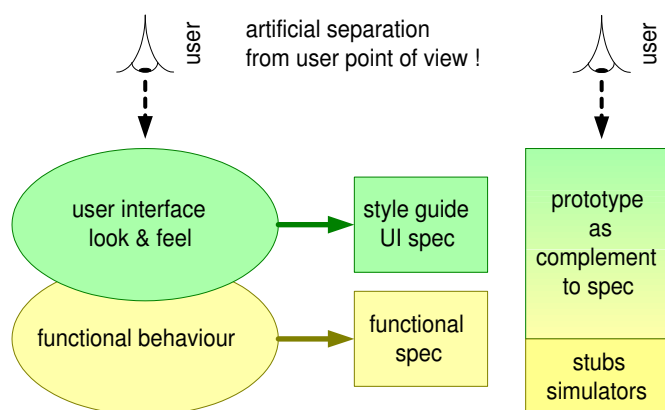 user
artificial separation
from user point of view !
user
user interface
look & feel
style guide
UI spec
prototype
as
complement
to spec
functional behaviour
functional
spec
stubs
simulators